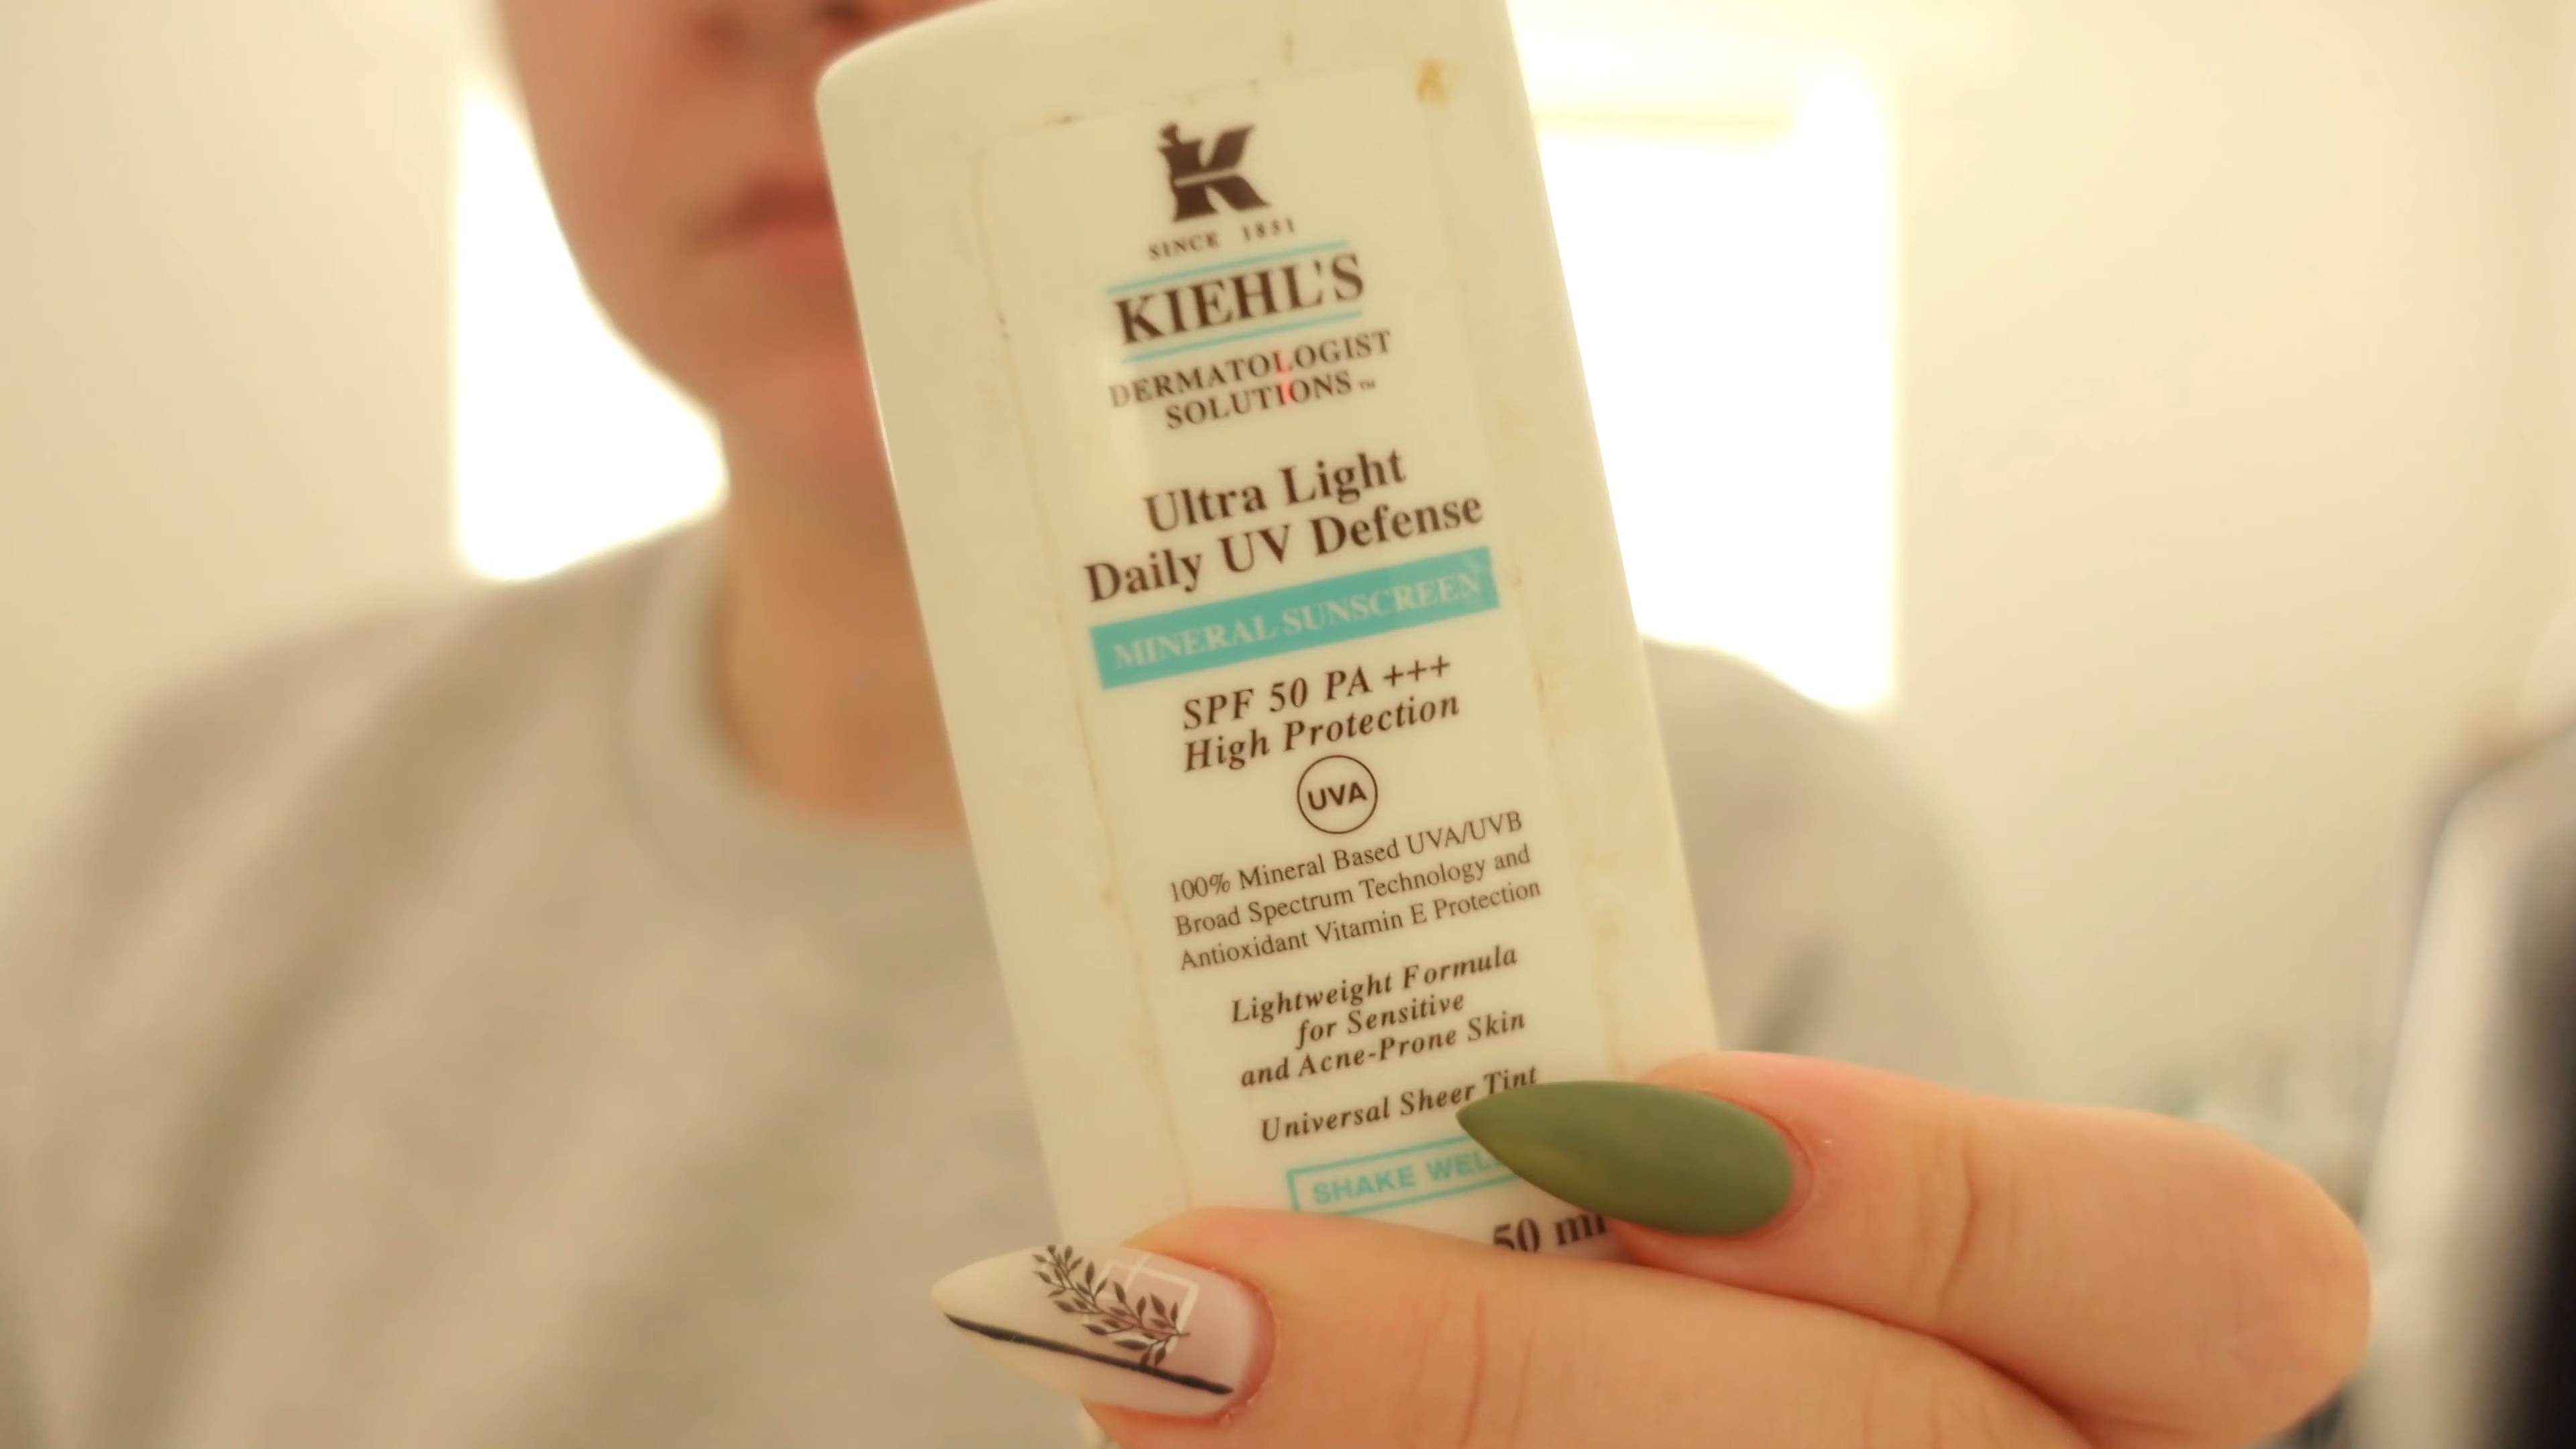 K
SINCE 1851
KIEHL'S
DERMATOLOGIST
SOLUTIONS™
Ultra Light
Daily UV Defense
MINERAL SUNSCREEN
SPF 50 PA +++
High Protection
UVA
100% Mineral Based UVA/UVB
Broad Spectrum Technology and
Antioxidant Vitamin E Protection
Lightweight Formula
for Sensitive
and Acne-Prone Skin
Universal Sheer Tint
SHAKE WELL
50 ml